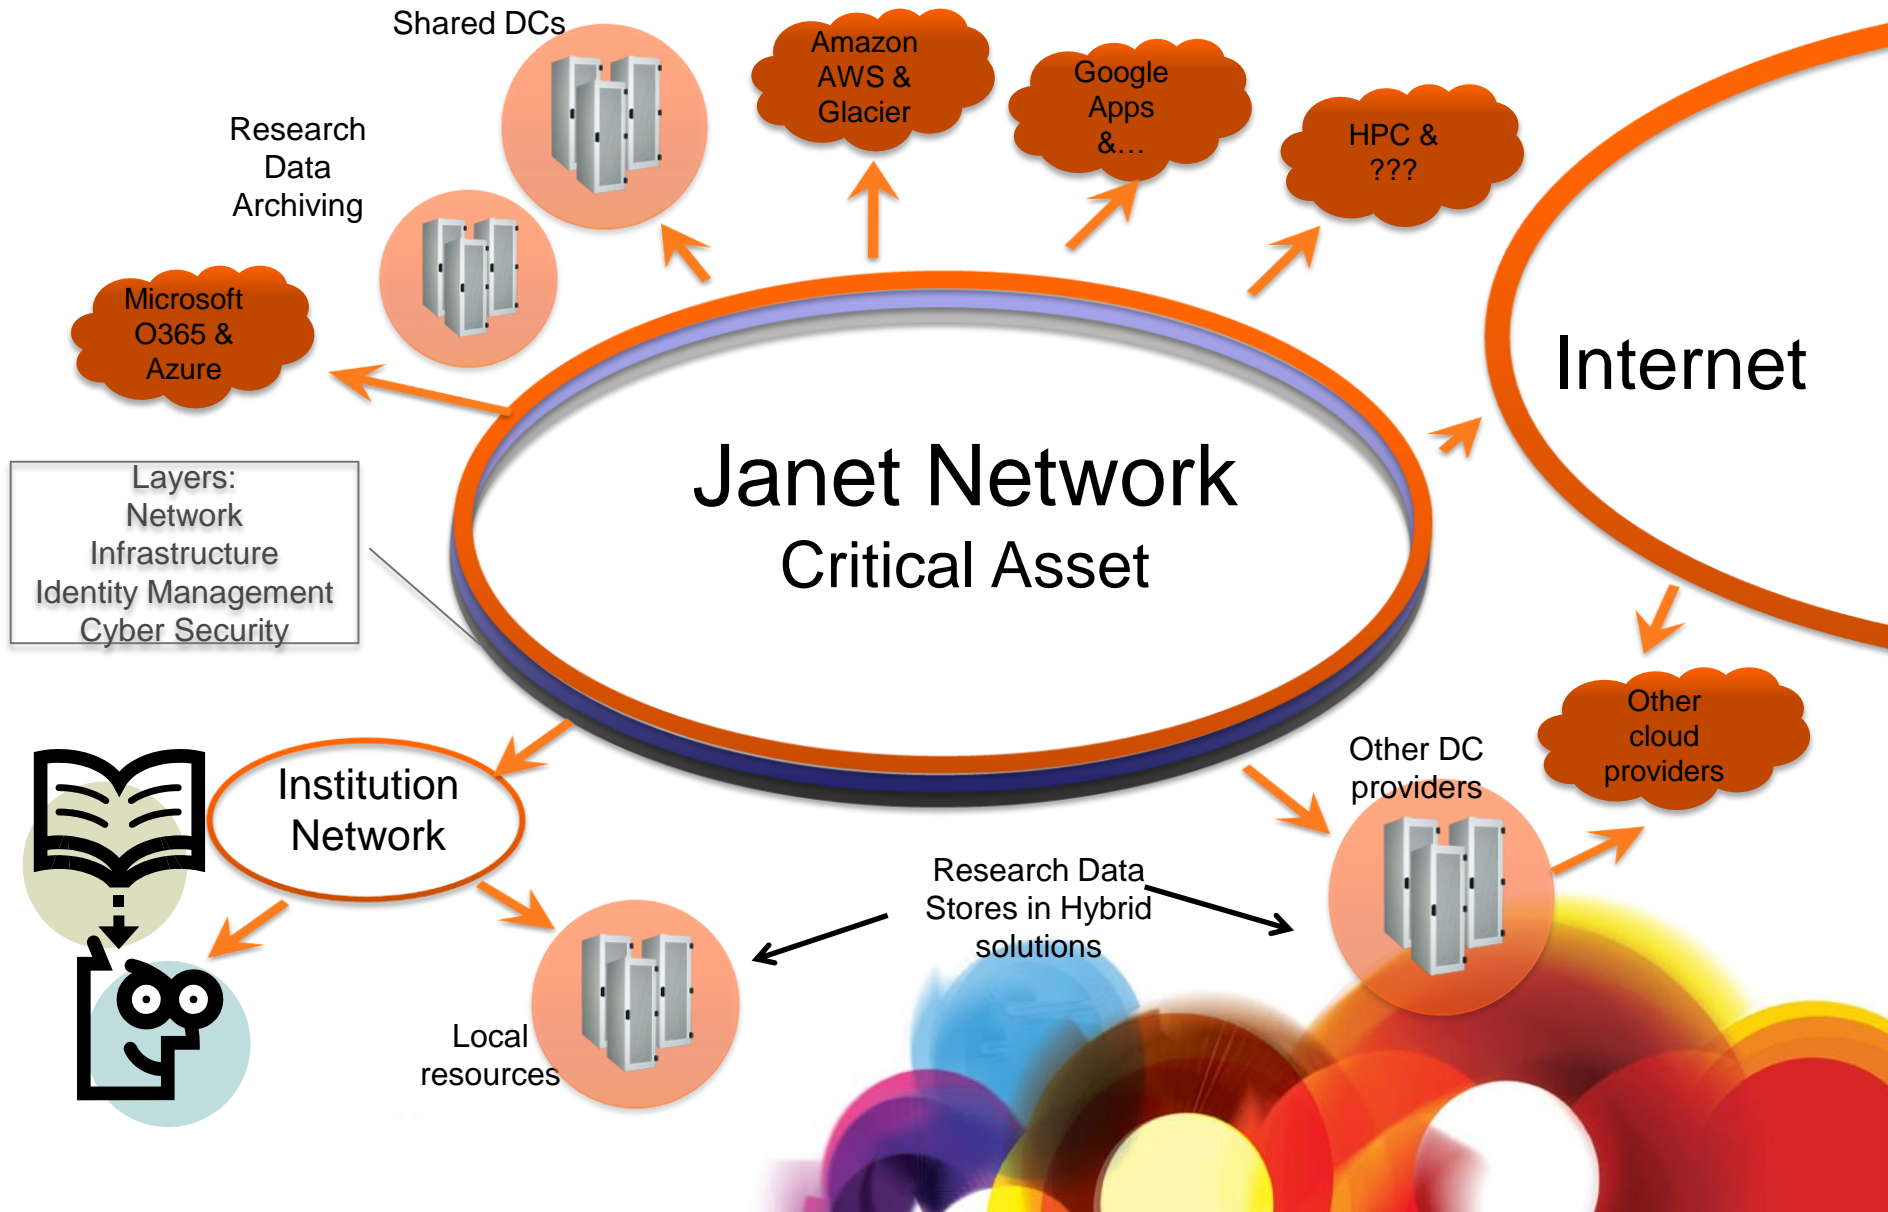 Shared DCs
Amazon
AWS &
Glacier
Google
Apps
&...
HPC &
???
Research
Data
Archiving
Microsoft
O365 &
Azure
Internet
Janet Network
Critical Asset
Layers:
Network
Infrastructure
Identity Management
Cyber Security
Institution
Network
Other DC
providers
Other
cloud
providers
Research Data
Stores in Hybrid
solutions
Local
resources